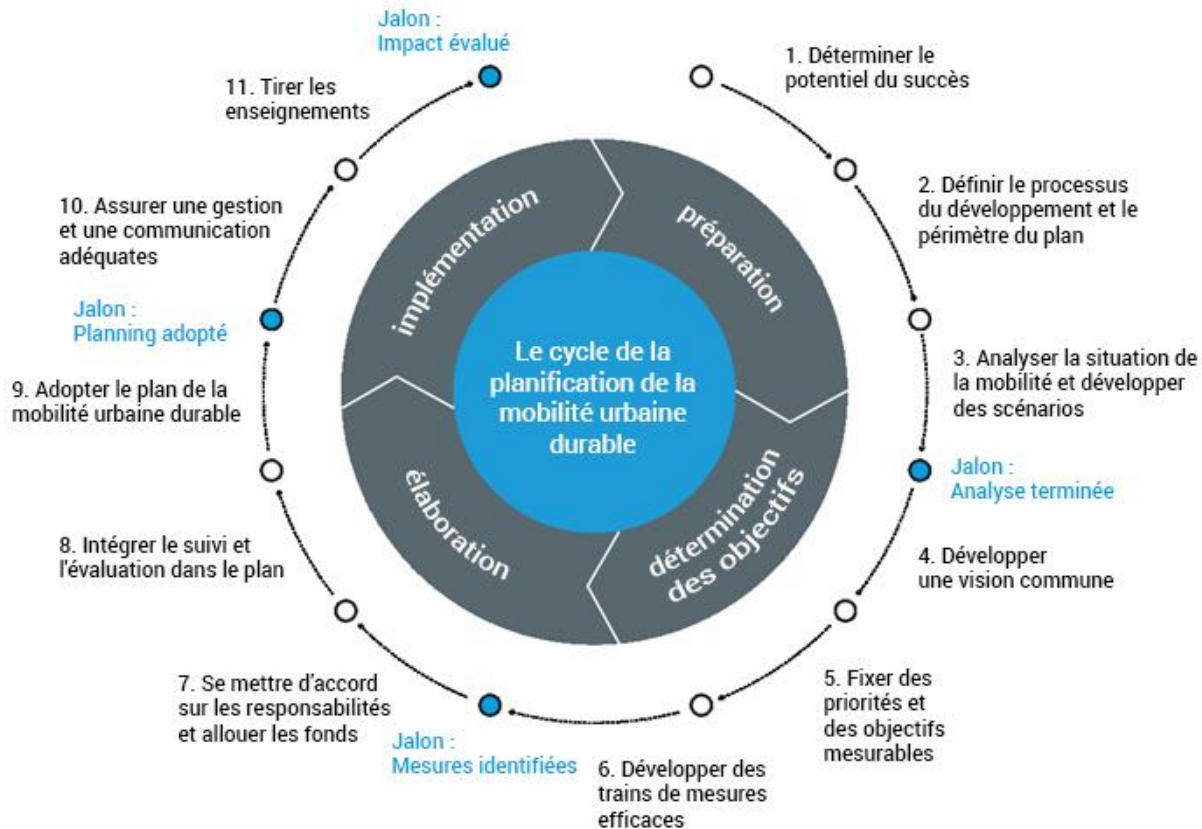 Jalon :
Impact évalué
1. Déterminer le
potentiel du succès
2. Définir le processus
du développement et le
périmètre du plan
3. Analyser la situation de
la mobilité et développer
des scénarios
Jalon :
Analyse terminée
4. Développer
une vision commune
5. Fixer des
priorités et
des objectifs
mesurables
6. Développer des
trains de mesures
efficaces
Jalon :
Mesures identifiées
7. Se mettre d'accord
sur les responsabilités
et allouer les fonds
8. Intégrer le suivi et
l'évaluation dans le plan
9. Adopter le plan de la
mobilité urbaine durable
Jalon :
Planning adopté
10. Assurer une gestion
et une communication
adéquates
11. Tirer les
enseignements
préparation
détermination
des objectifs
élaboration
implémentation
Le cycle de la
planification de la
mobilité urbaine
durable